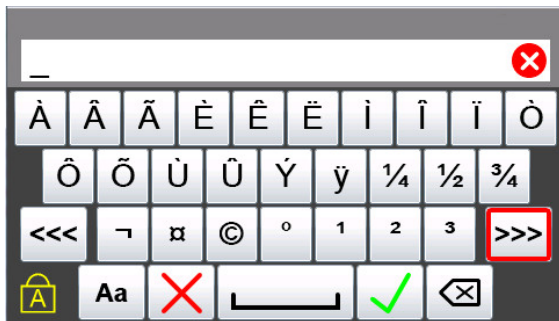 _
À Â Ã È Ê Ë Ì Î Ï Ò
Ô Õ Ù Û Ý ÿ ¼ ½ ¾
<<< ¬ ¤ © º ¹ ² ³ >>>
A Aa